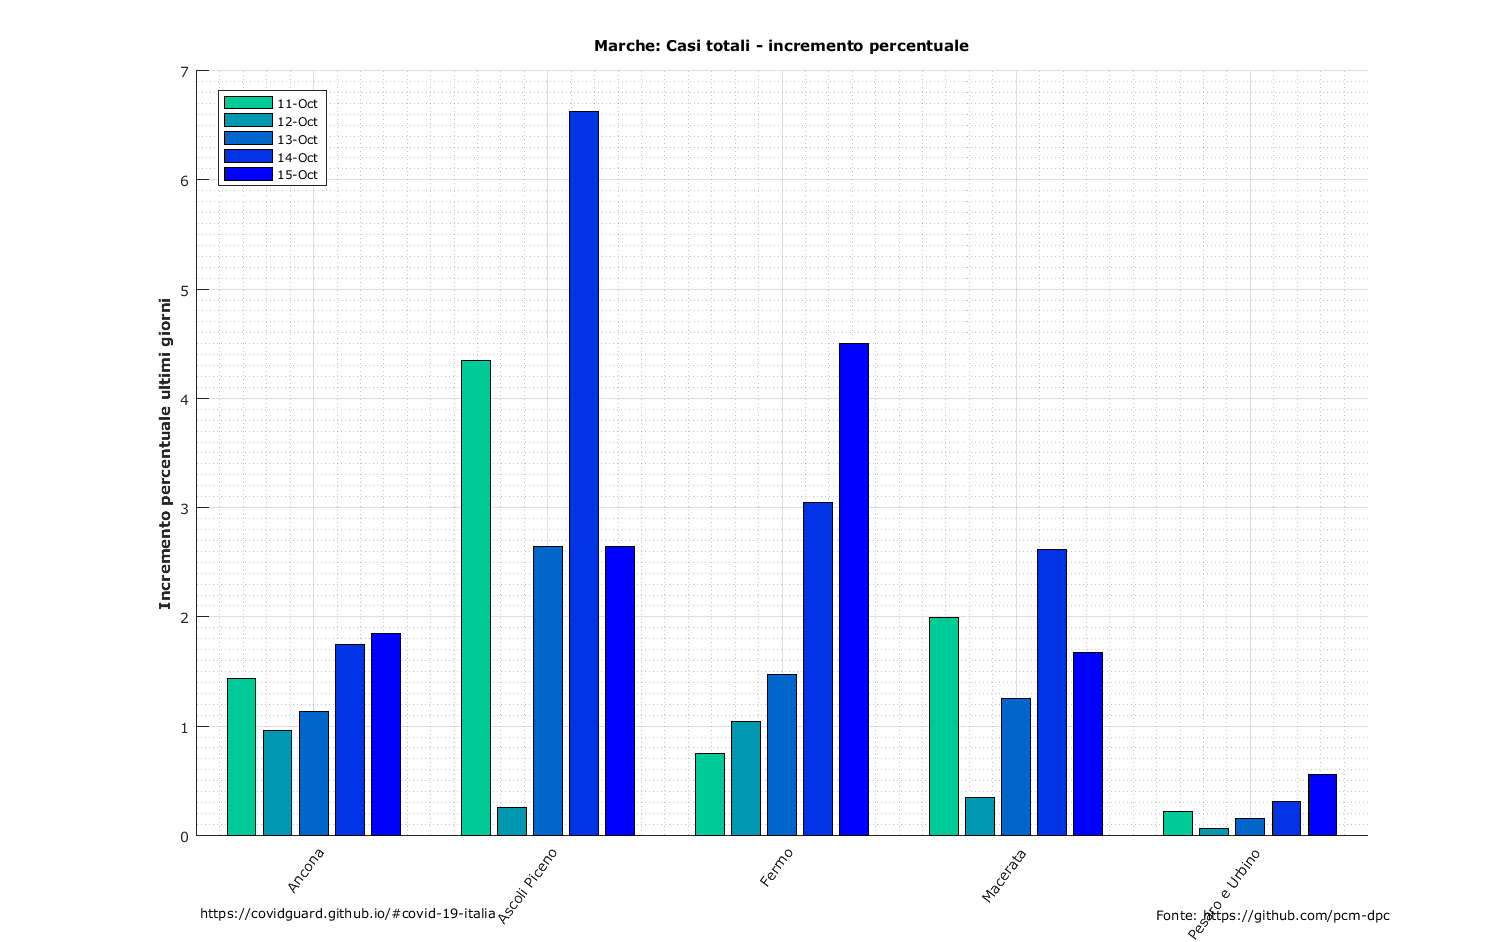 Marche: Casi totali - incremento percentuale
Incremento percentuale ultimi giorni
7
6
5
4
3
2
1
0
11-Oct
12-Oct
13-Oct
14-Oct
15-Oct
Ancona
Ascoli Piceno
Fermo
Macerata
Pesaro e Urbino
https://covidguard.github.io/#covid-19-italia
Fonte: https://github.com/pcm-dpc